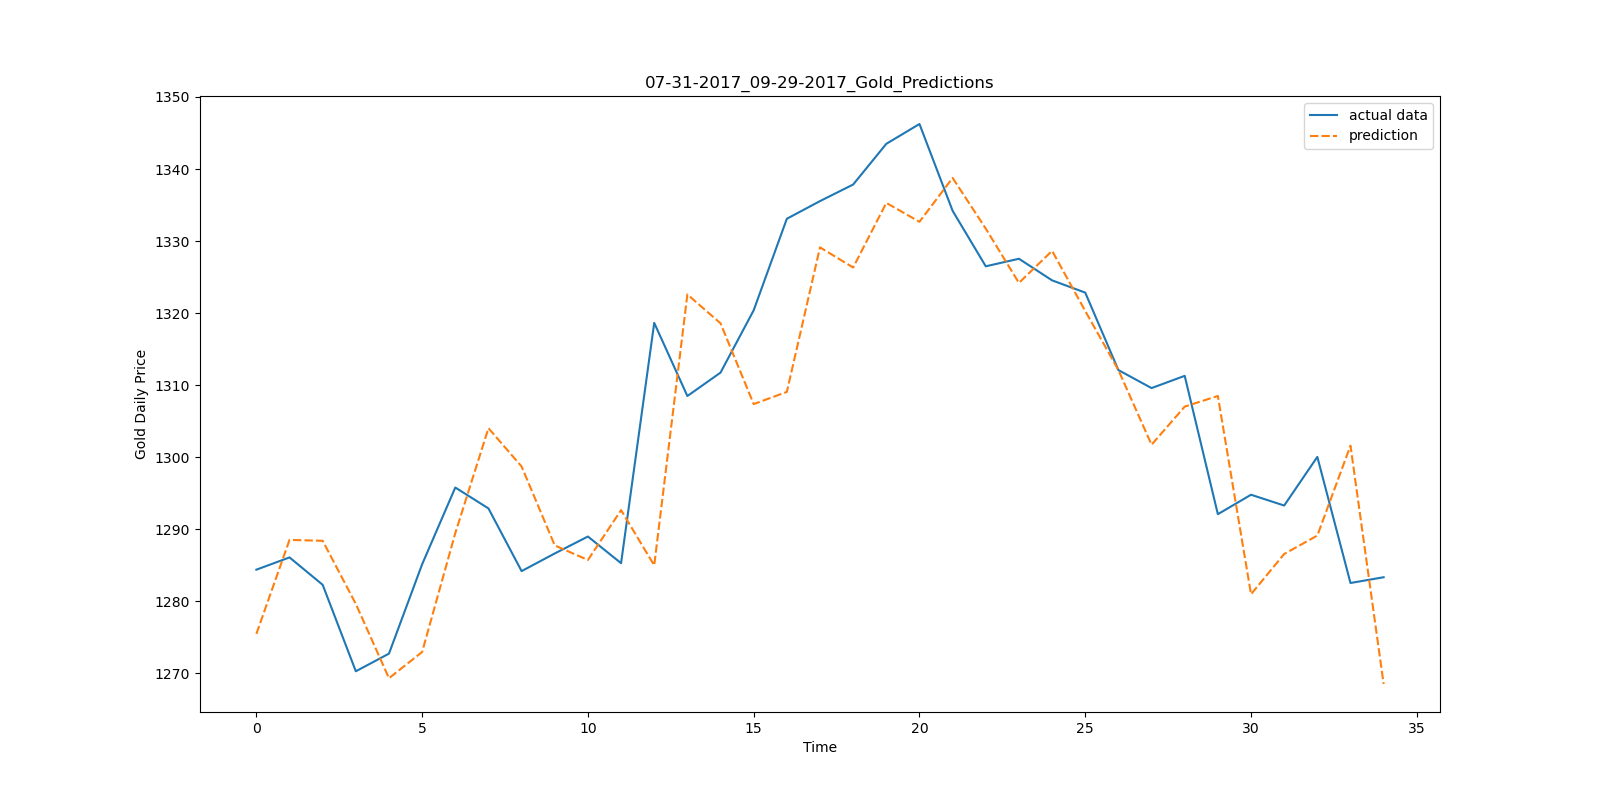 07-31-2017_09-29-2017_Gold_Predictions
actual data
prediction
1350
1340
1330
1320
1310
1300
1290
1280
1270
Gold Daily Price
0 5 10 15 20 25 30 35
Time